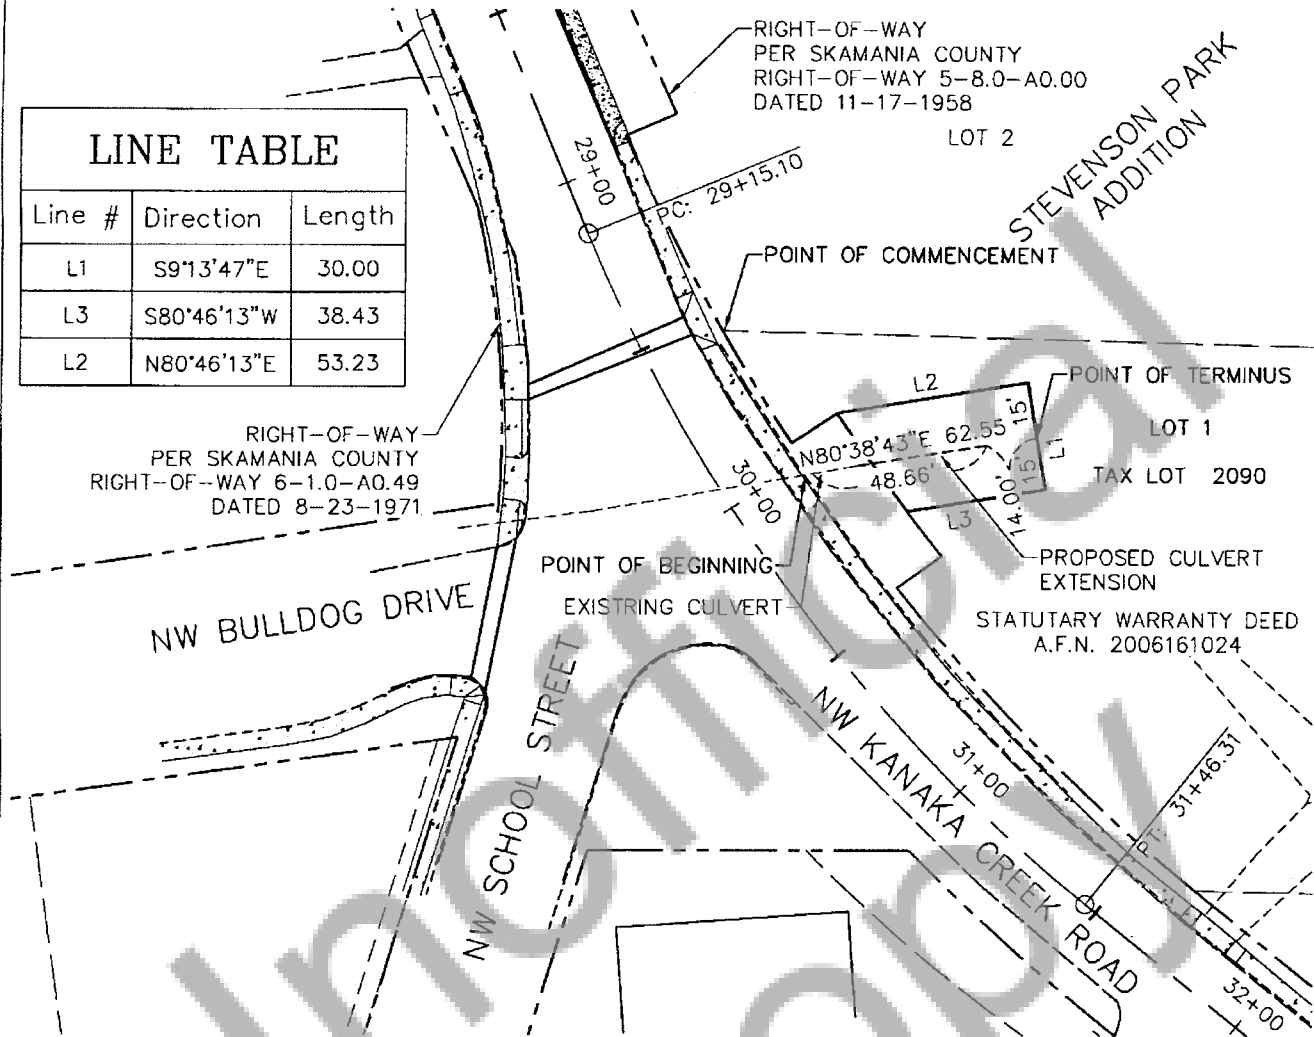 RIGHT-OF-WAY
PER SKAMANIA COUNTY
RIGHT-OF-WAY 5-8.0-A0.00
DATED 11-17-1958
LOT 2
STEVENSON PARK
ADDITION
LINE TABLE
Line # Direction Length
L1 S9°13'47"E 30.00
L3 S80°46'13"W 38.43
L2 N80°46'13"E 53.23
29+00
PC: 29+15.10
POINT OF COMMENCEMENT
L2
POINT OF TERMINUS
15'
LOT 1
L1
N80°38'43"E 62.55
48.66'
15'
TAX LOT 2090
14.00'
L3
RIGHT-OF-WAY
PER SKAMANIA COUNTY
RIGHT-OF-WAY 6-1.0-A0.49
DATED 8-23-1971
30+00
POINT OF BEGINNING
EXISTRING CULVERT
PROPOSED CULVERT
EXTENSION
STATUTARY WARRANTY DEED
A.F.N. 2006161024
NW BULLDOG DRIVE
NW SCHOOL STREET
NW KANAKA CREEK ROAD
31+00
PT: 31+46.31
32+00
Unofficial
Copy